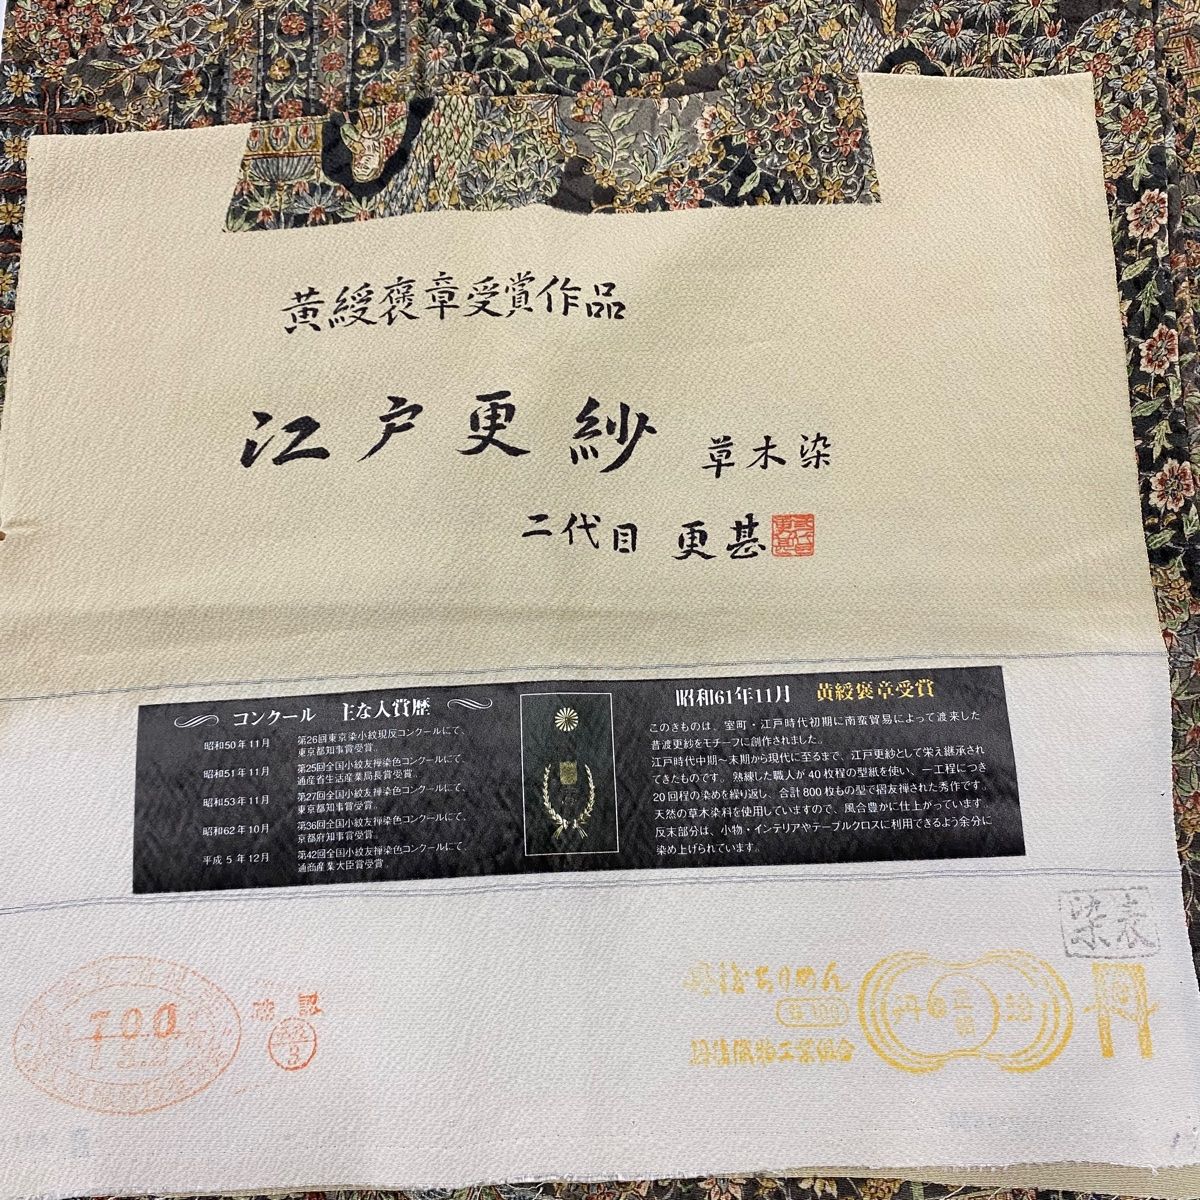 黄綬褒章受賞作品
江戸更紗 草木染
二代目 更甚
コンクール 主な入賞歴
昭和50年11月 第26回東京染小紋現反コンクールにて、
東京都知事賞受賞。
昭和51年11月 第25回全国小紋友禅染色コンクールにて、
通産省生活産業局長賞受賞。
昭和53年11月 第27回全国小紋友禅染色コンクールにて、
東京都知事賞受賞。
昭和62年10月 第36回全国小紋友禅染色コンクールにて、
京都府知事賞受賞。
平成5年12月 第42回全国小紋友禅染色コンクールにて、
通商産業大臣賞受賞。
昭和61年11月 黄綬褒章受賞
このきものは、室町・江戸時代初期に南蛮貿易によって渡来した
昔渡更紗をモチーフに創作されました。
江戸時代中期〜末期から現代に至るまで、江戸更紗として栄え継承され
てきたものです。熟練した職人が40枚程の型紙を使い、一工程につき
20回程の染めを繰り返し、合計800枚もの型で摺友禅された秀作です。
天然の草木染料を使用していますので、風合豊かに仕上がっています。
反末部分は、小物・インテリアやテーブルクロスに利用できるよう余分に
染め上げられています。
染表
丹後ちりめん
丹後織物工業組合
700
確認